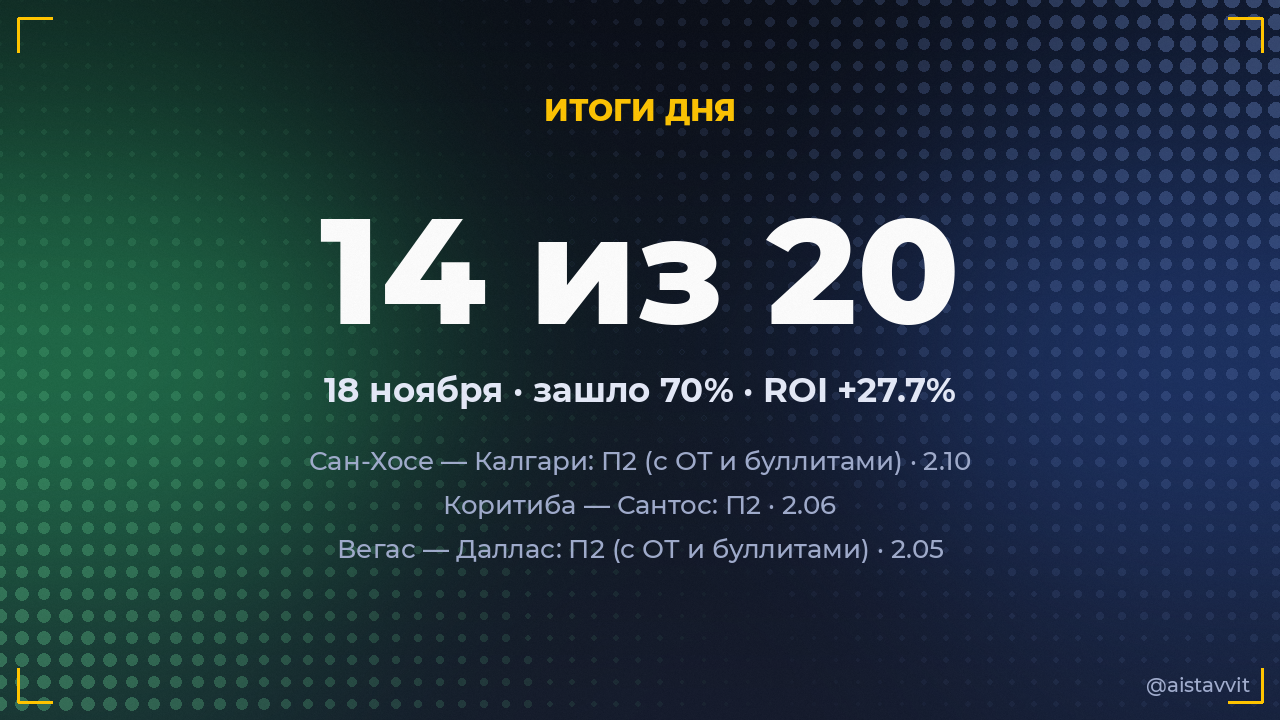 ИТОГИ ДНЯ
14 из 20
18 ноября · зашло 70% · ROI +27.7%
Сан-Хосе — Калгари: П2 (с ОТ и буллитами) · 2.10
Коритиба — Сантос: П2 · 2.06
Вегас — Даллас: П2 (с ОТ и буллитами) · 2.05
@aistavvit